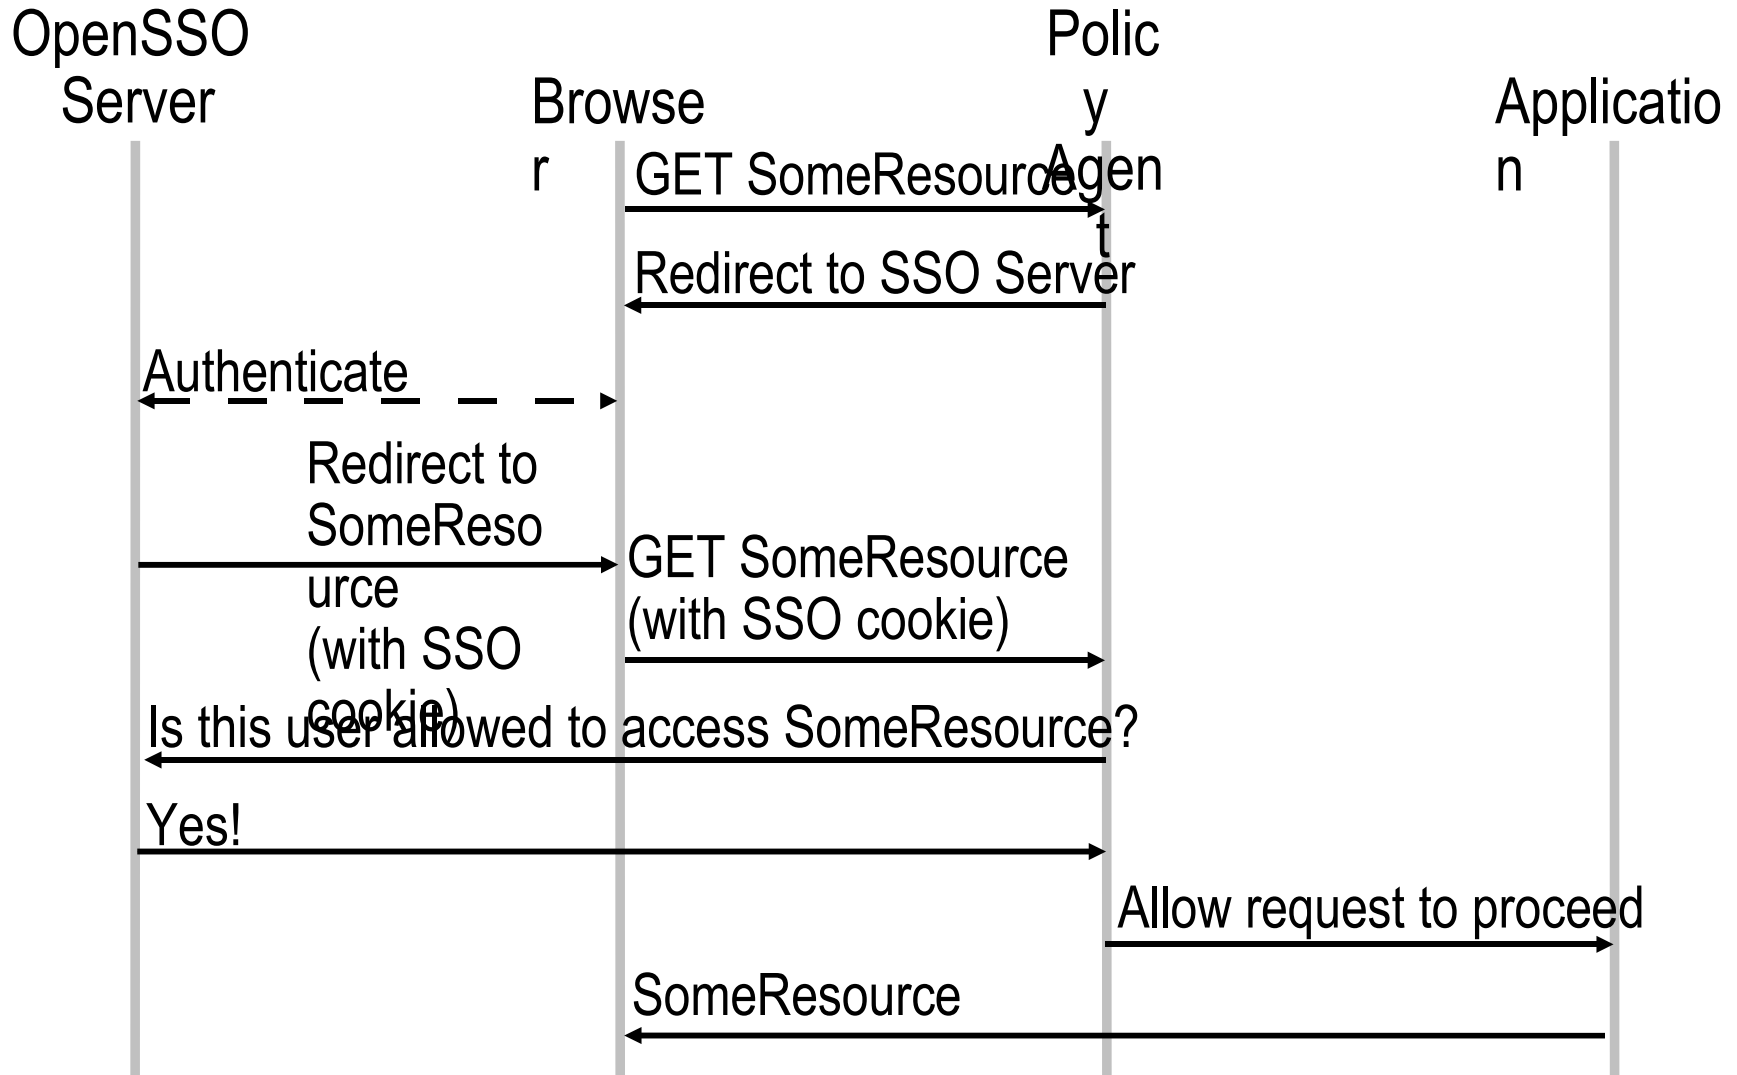 OpenSSO
Server
Browse
r
Polic
y
Agen
t
Applicatio
n
GET SomeResource
Redirect to SSO Server
Authenticate
Redirect to
SomeReso
urce
(with SSO
cookie)
GET SomeResource
(with SSO cookie)
Is this user allowed to access SomeResource?
Yes!
Allow request to proceed
SomeResource